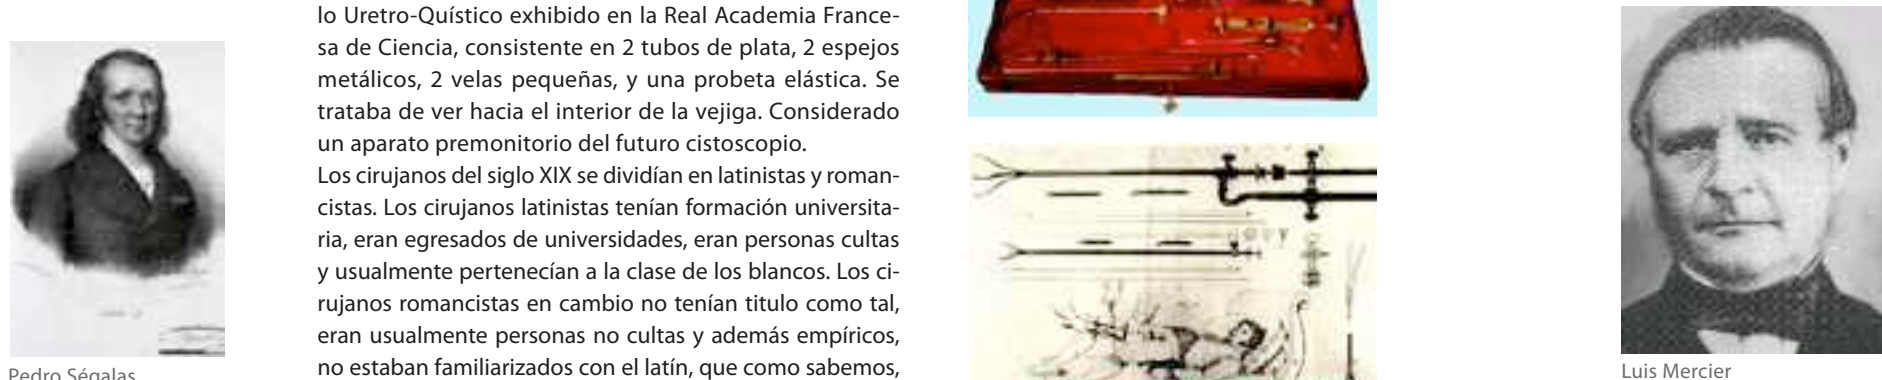 lo Uretro-Quístico exhibido en la Real Academia France-
sa de Ciencia, consistente en 2 tubos de plata, 2 espejos
metálicos, 2 velas pequeñas, y una probeta elástica. Se
trataba de ver hacia el interior de la vejiga. Considerado
un aparato premonitorio del futuro cistoscopio.
Los cirujanos del siglo XIX se dividían en latinistas y roman-
cistas. Los cirujanos latinistas tenían formación universita-
ria, eran egresados de universidades, eran personas cultas
y usualmente pertenecían a la clase de los blancos. Los ci-
rujanos romancistas en cambio no tenían titulo como tal,
eran usualmente personas no cultas y además empíricos,
no estaban familiarizados con el latín, que como sabemos,
Pedro Ségalas
Luis Mercier